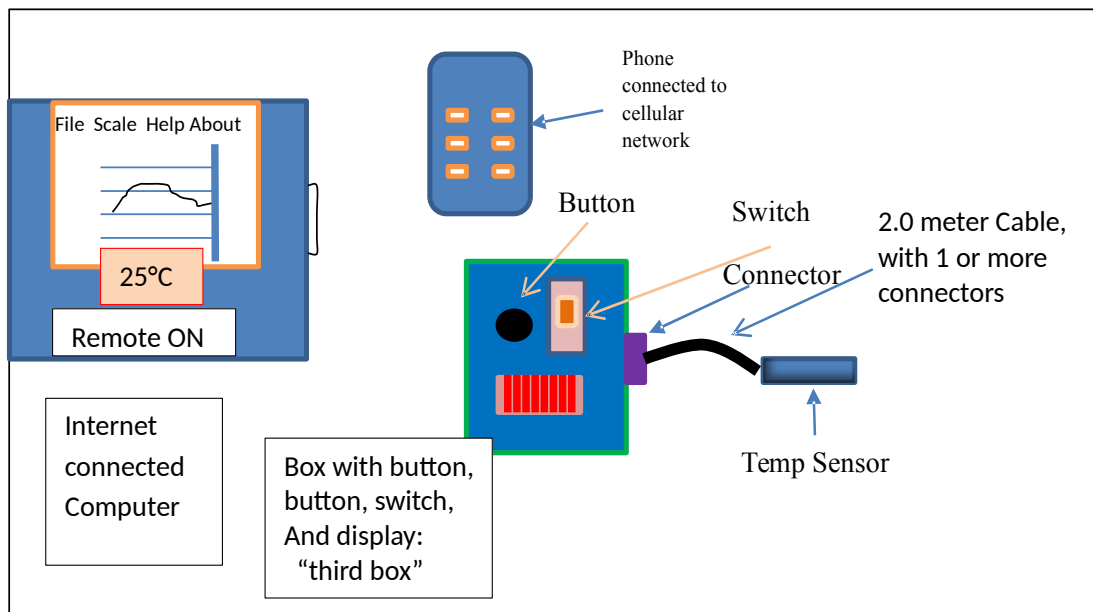 Phone
connected to
cellular
network
File Scale Help About
25°C
Remote ON
Button
Switch
Connector
2.0 meter Cable,
with 1 or more
connectors
Temp Sensor
Internet
connected
Computer
Box with button,
button, switch,
And display:
“third box”